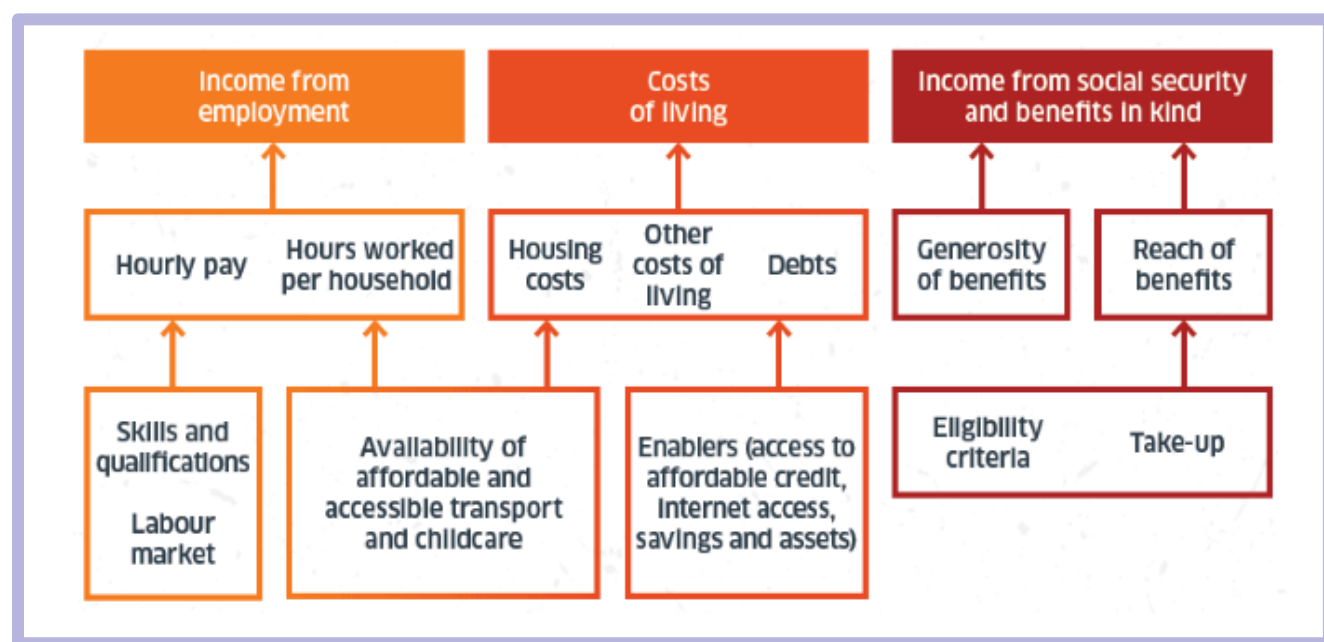 Income from
employment
Costs
of living
Income from social security
and benefits in kind
Hourly pay
Hours worked
per household
Housing
costs
Other
costs of
living
Debts
Generosity
of benefits
Reach of
benefits
Skills and
qualifications
Labour
market
Availability of
affordable and
accessible transport
and childcare
Enablers (access to
affordable credit,
internet access,
savings and assets)
Eligibility
criteria
Take-up